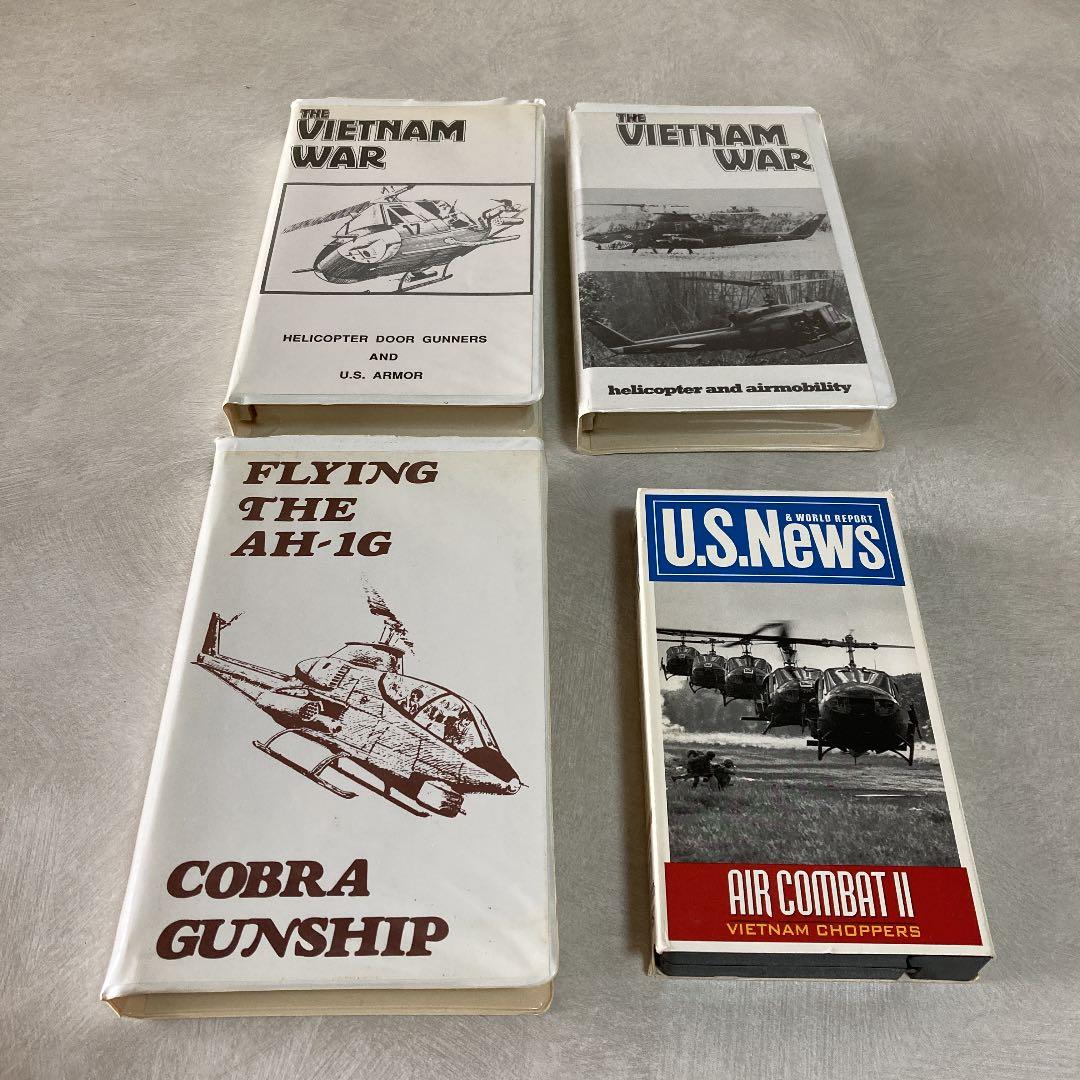 THE
VIETNAM
WAR
HELICOPTER DOOR GUNNERS
AND
U.S. ARMOR
THE
VIETNAM
WAR
helicopter and airmobility
FLYING
THE
AH-1G
COBRA
GUNSHIP
& WORLD REPORT
U.S.News
AIR COMBAT II
VIETNAM CHOPPERS